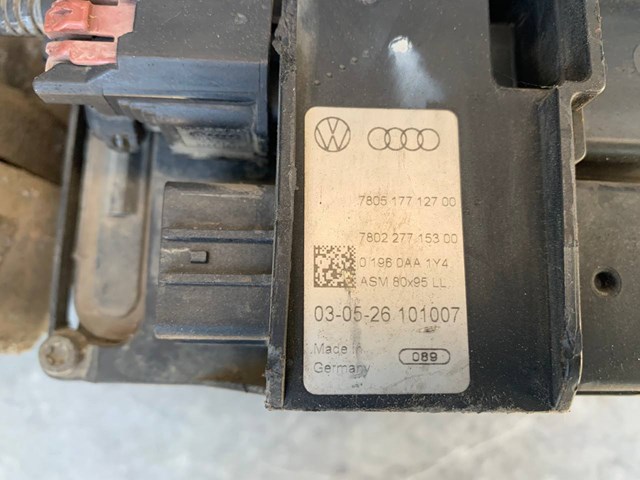 7805 177 127 00
7802 277 153 00
0 196 0AA 1Y4
ASM 80x95 LL
03-05-26 101007
Made in
Germany
089